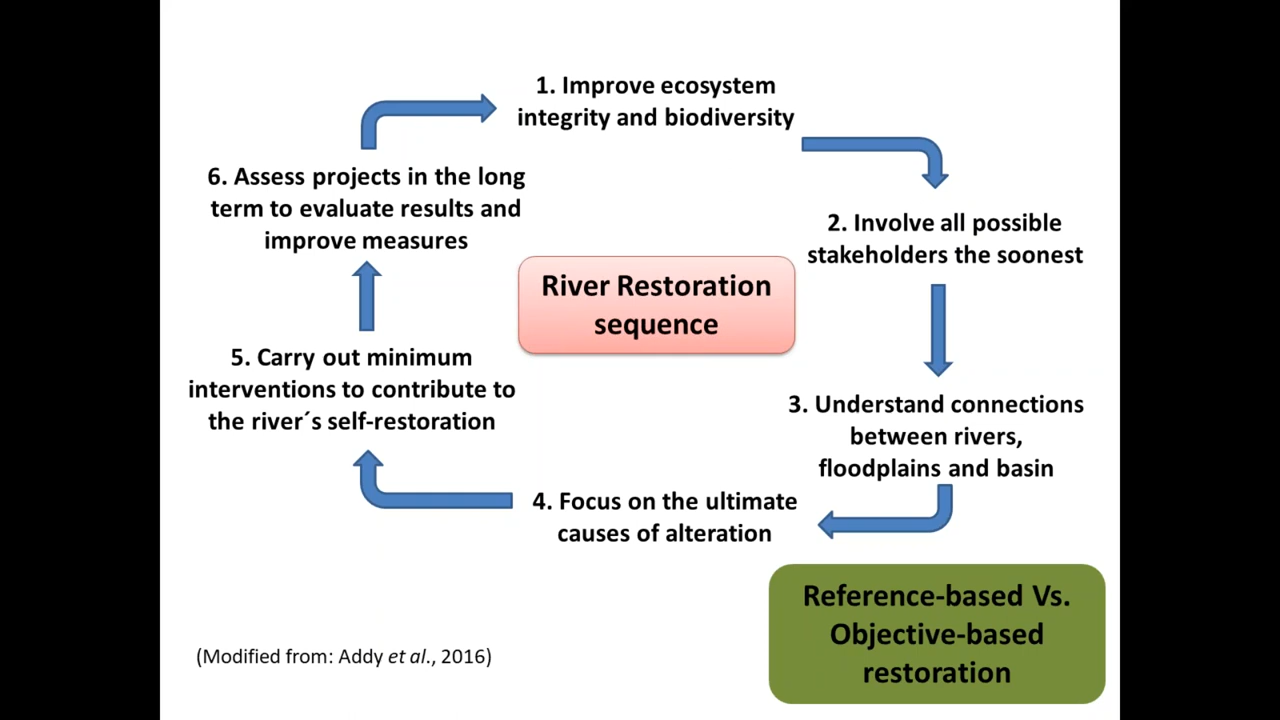 1. Improve ecosystem
integrity and biodiversity
2. Involve all possible
stakeholders the soonest
3. Understand connections
between rivers,
floodplains and basin
4. Focus on the ultimate
causes of alteration
5. Carry out minimum
interventions to contribute to
the river´s self-restoration
6. Assess projects in the long
term to evaluate results and
improve measures
River Restoration
sequence
Reference-based Vs.
Objective-based
restoration
(Modified from: Addy et al., 2016)